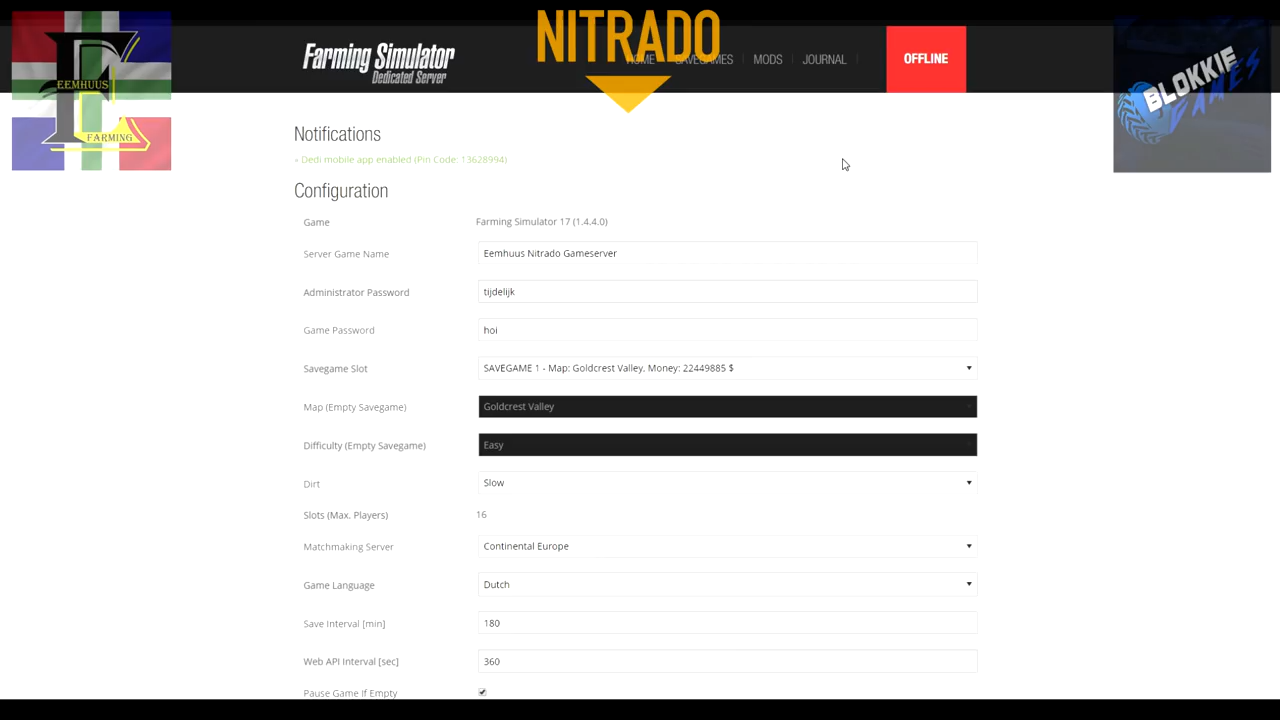 NITRADO
Farming Simulator
Dedicated Server
HOME SAVEGAMES MODS JOURNAL OFFLINE
EEMHUUS
FARMING
BLOKKIE
GAMES
Notifications
» Dedi mobile app enabled (Pin Code: 13628994)
Configuration
Game Farming Simulator 17 (1.4.4.0)
Server Game Name Eemhuus Nitrado Gameserver
Administrator Password tijdelijk
Game Password hoi
Savegame Slot SAVEGAME 1 - Map: Goldcrest Valley, Money: 22449885 $
Map (Empty Savegame) Goldcrest Valley
Difficulty (Empty Savegame) Easy
Dirt Slow
Slots (Max. Players) 16
Matchmaking Server Continental Europe
Game Language Dutch
Save Interval [min] 180
Web API Interval [sec] 360
Pause Game If Empty